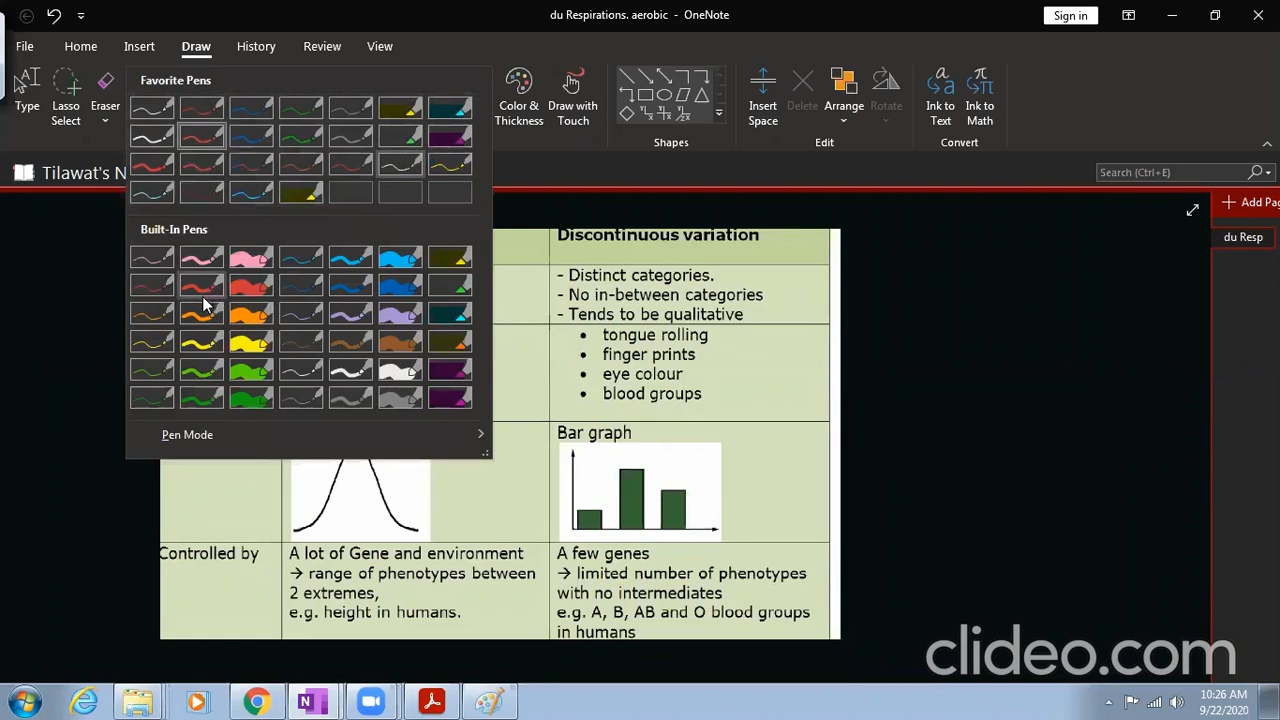 du Respirations. aerobic - OneNote
Sign in
File
Home
Insert
Draw
History
Review
View
Type
Lasso
Select
Eraser
Favorite Pens
Built-In Pens
Pen Mode
Color &
Thickness
Draw with
Touch
Shapes
Insert
Space
Delete
Arrange
Rotate
Edit
Ink to
Text
Ink to
Math
Convert
Tilawat's N
Search (Ctrl+E)
Add Pag
du Resp
Discontinuous variation
- Distinct categories.
- No in-between categories
- Tends to be qualitative
• tongue rolling
• finger prints
• eye colour
• blood groups
Bar graph
Controlled by
A lot of Gene and environment
→ range of phenotypes between
2 extremes,
e.g. height in humans.
A few genes
→ limited number of phenotypes
with no intermediates
e.g. A, B, AB and O blood groups
in humans
clideo.com
10:26 AM
9/22/2020